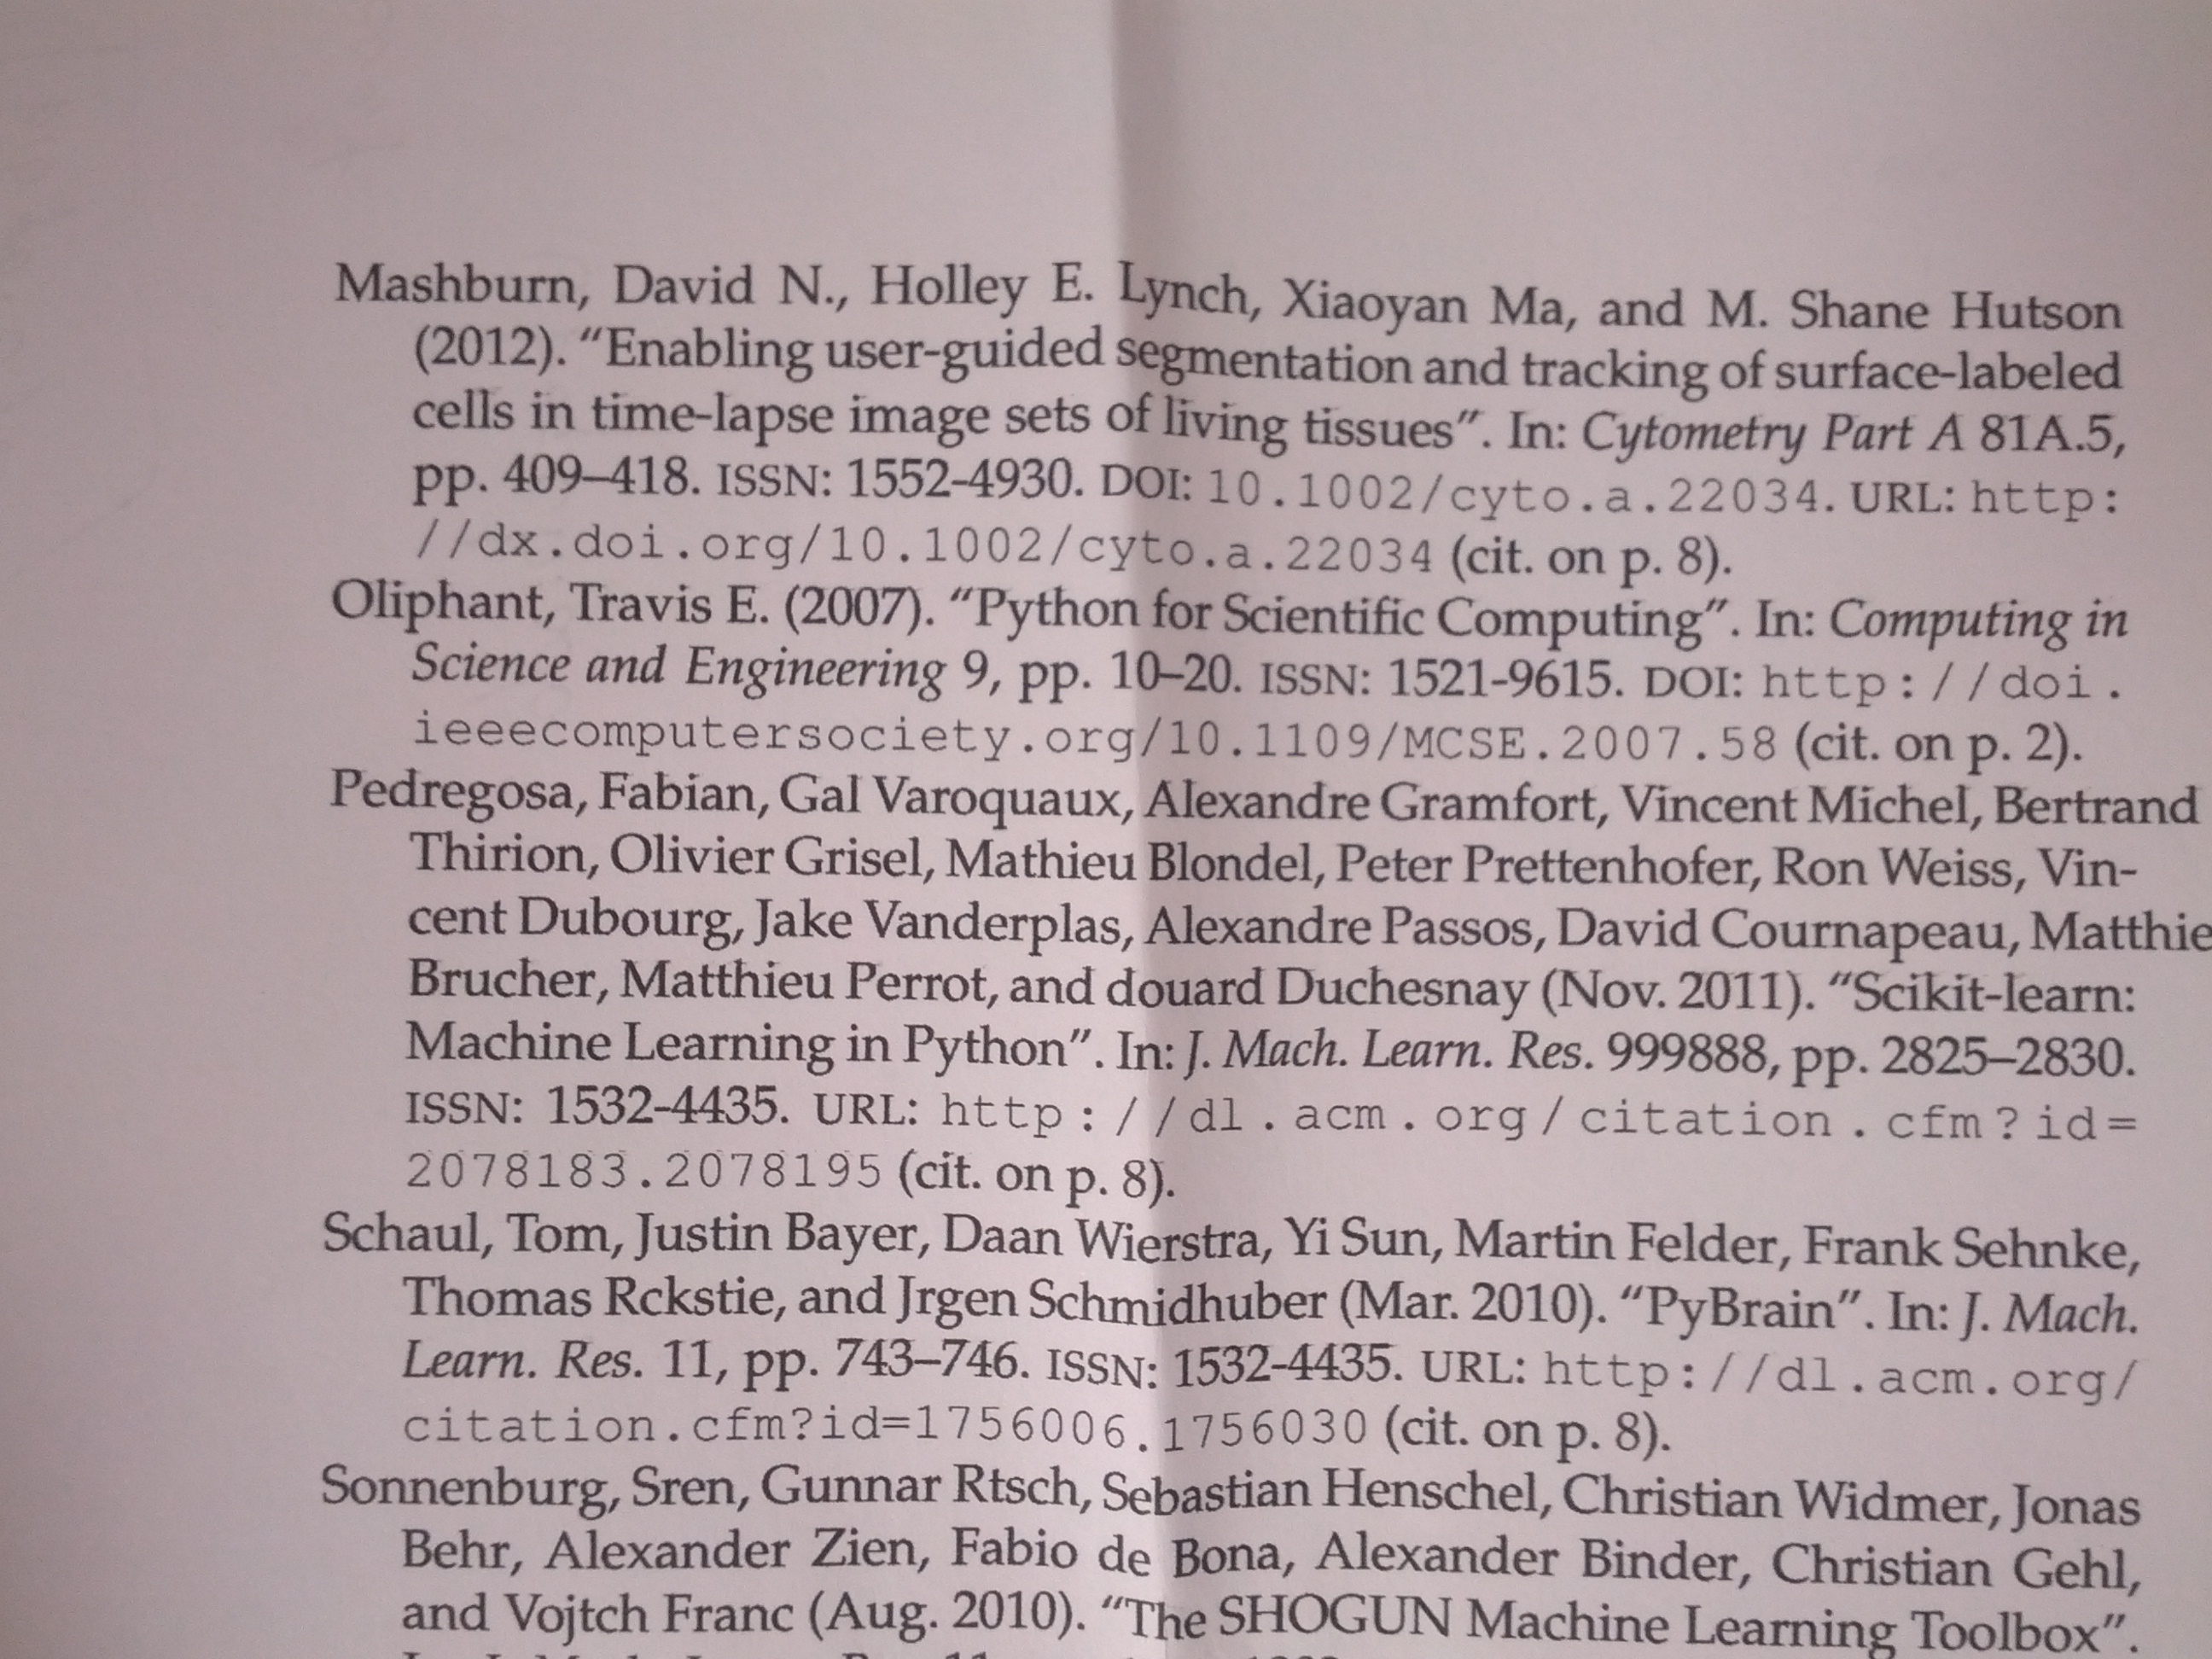 Mashburn, David N., Holley E. Lynch, Xiaoyan Ma, and M. Shane Hutson
(2012). “Enabling user-guided segmentation and tracking of surface-labeled
cells in time-lapse image sets of living tissues”. In: Cytometry Part A 81A.5,
pp. 409–418. ISSN: 1552-4930. DOI: 10.1002/cyto.a.22034. URL: http:
//dx.doi.org/10.1002/cyto.a.22034 (cit. on p. 8).
Oliphant, Travis E. (2007). “Python for Scientific Computing”. In: Computing in
Science and Engineering 9, pp. 10–20. ISSN: 1521-9615. DOI: http://doi.
ieeecomputersociety.org/10.1109/MCSE.2007.58 (cit. on p. 2).
Pedregosa, Fabian, Gal Varoquaux, Alexandre Gramfort, Vincent Michel, Bertrand
Thirion, Olivier Grisel, Mathieu Blondel, Peter Prettenhofer, Ron Weiss, Vin-
cent Dubourg, Jake Vanderplas, Alexandre Passos, David Cournapeau, Matthie
Brucher, Matthieu Perrot, and douard Duchesnay (Nov. 2011). “Scikit-learn:
Machine Learning in Python”. In: J. Mach. Learn. Res. 999888, pp. 2825–2830.
ISSN: 1532-4435. URL: http://dl.acm.org/citation.cfm?id=
2078183.2078195 (cit. on p. 8).
Schaul, Tom, Justin Bayer, Daan Wierstra, Yi Sun, Martin Felder, Frank Sehnke,
Thomas Rckstie, and Jrgen Schmidhuber (Mar. 2010). “PyBrain”. In: J. Mach.
Learn. Res. 11, pp. 743–746. ISSN: 1532-4435. URL: http://dl.acm.org/
citation.cfm?id=1756006.1756030 (cit. on p. 8).
Sonnenburg, Sren, Gunnar Rtsch, Sebastian Henschel, Christian Widmer, Jonas
Behr, Alexander Zien, Fabio de Bona, Alexander Binder, Christian Gehl,
and Vojtch Franc (Aug. 2010). “The SHOGUN Machine Learning Toolbox”.